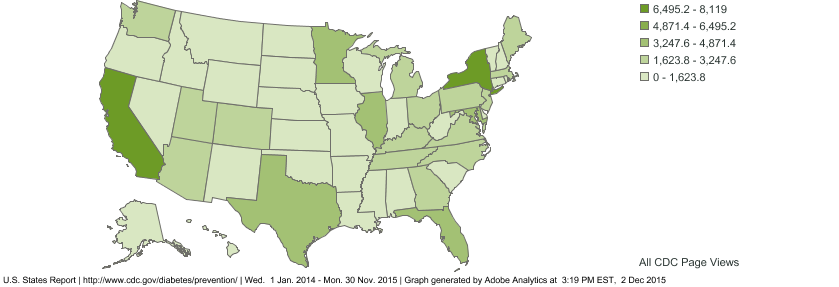 6,495.2 - 8,119
4,871.4 - 6,495.2
3,247.6 - 4,871.4
1,623.8 - 3,247.6
0 - 1,623.8
All CDC Page Views
U.S. States Report | http://www.cdc.gov/diabetes/prevention/ | Wed. 1 Jan. 2014 - Mon. 30 Nov. 2015 | Graph generated by Adobe Analytics at 3:19 PM EST, 2 Dec 2015